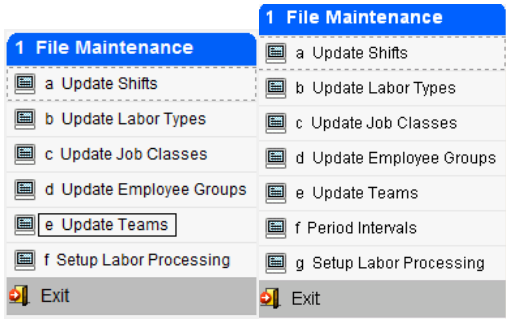 1 File Maintenance
a Update Shifts
b Update Labor Types
c Update Job Classes
d Update Employee Groups
e Update Teams
f Setup Labor Processing
Exit
1 File Maintenance
a Update Shifts
b Update Labor Types
c Update Job Classes
d Update Employee Groups
e Update Teams
f Period Intervals
g Setup Labor Processing
Exit